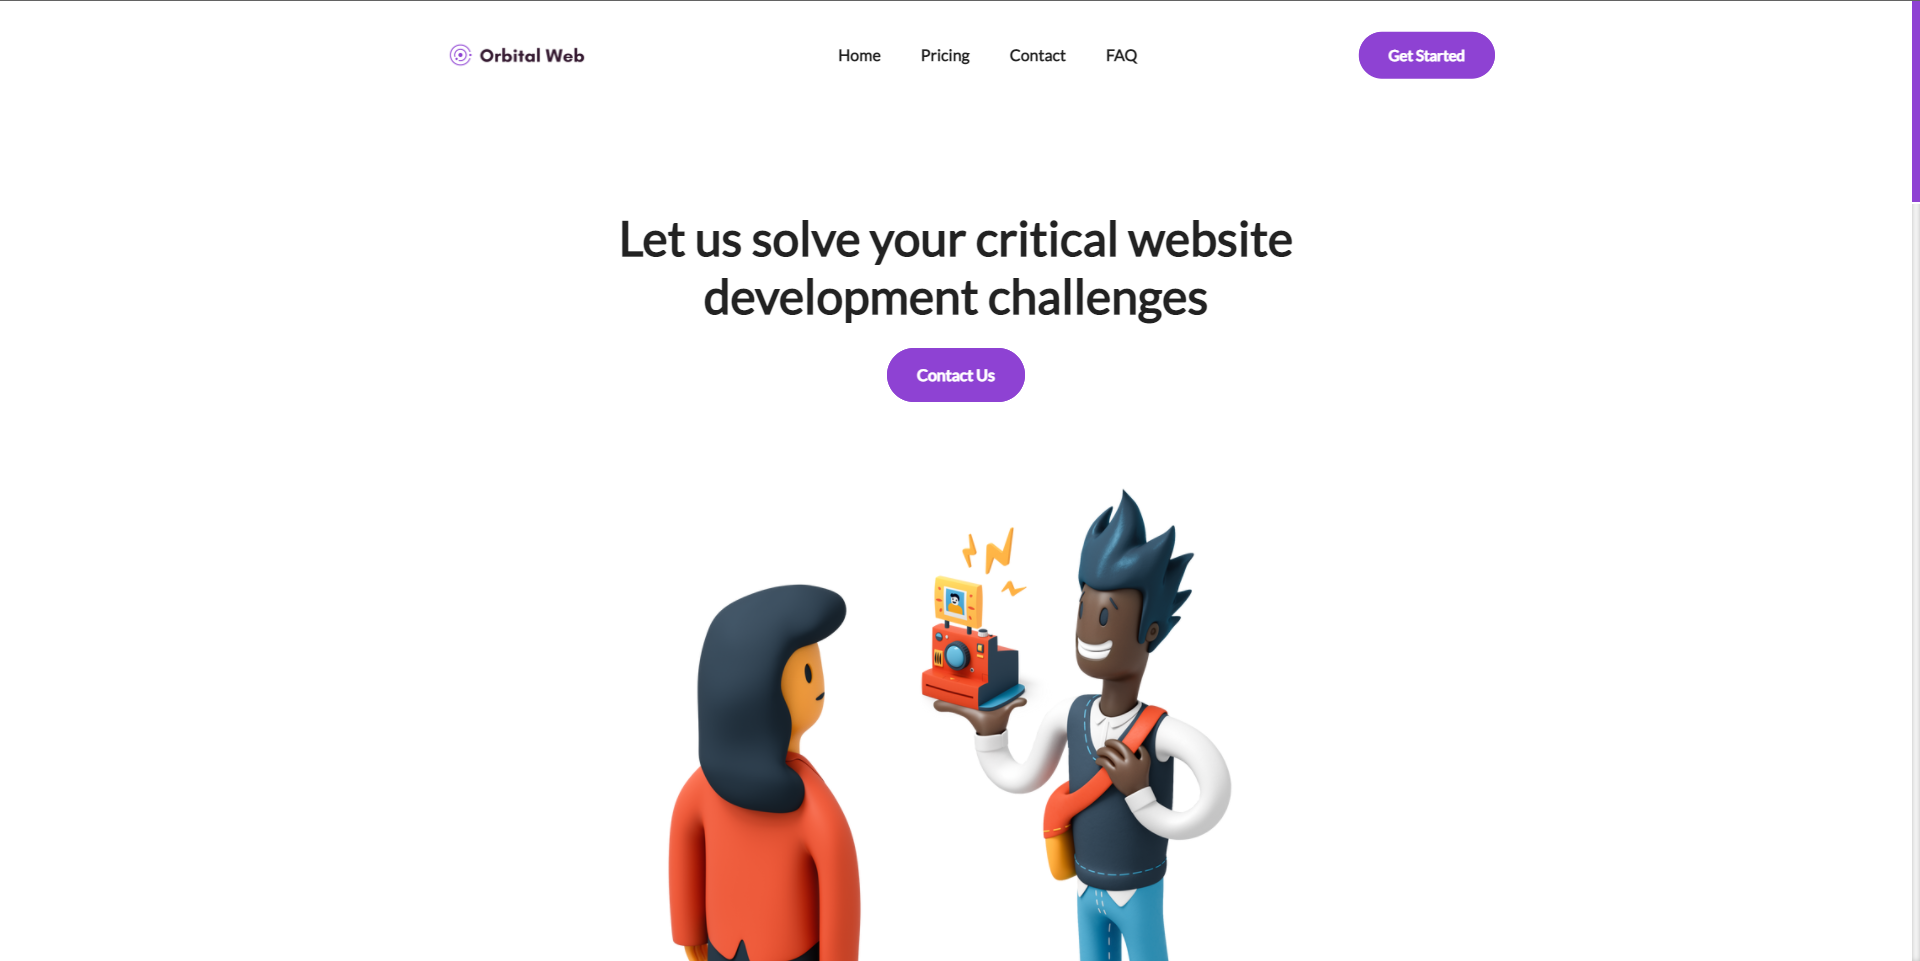 Orbital Web
Home Pricing Contact FAQ
Get Started
Let us solve your critical website
development challenges
Contact Us